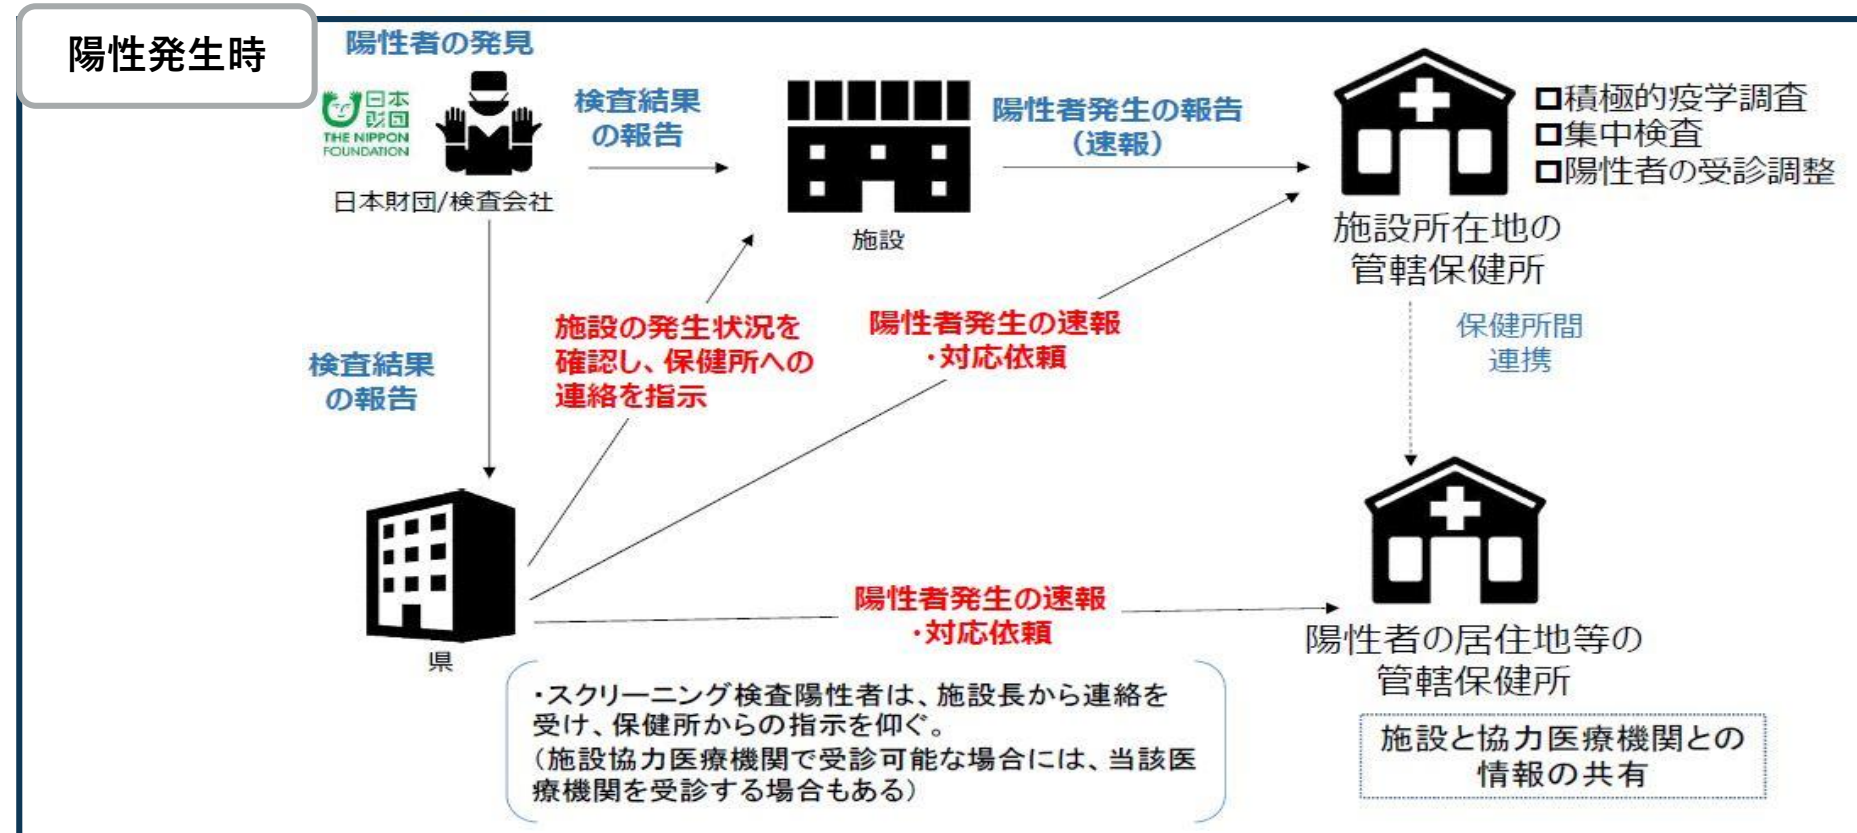 陽性発生時
陽性者の発見
日本
財団
THE NIPPON
FOUNDATION
日本財団/検査会社
検査結果
の報告
施設
陽性者発生の報告
（速報）
□積極的疫学調査
□集中検査
□陽性者の受診調整
施設所在地の
管轄保健所
検査結果
の報告
施設の発生状況を
確認し、保健所への
連絡を指示
陽性者発生の速報
・対応依頼
保健所間
連携
県
陽性者発生の速報
・対応依頼
陽性者の居住地等の
管轄保健所
・スクリーニング検査陽性者は、施設長から連絡を
受け、保健所からの指示を仰ぐ。
（施設協力医療機関で受診可能な場合には、当該医
療機関を受診する場合もある）
施設と協力医療機関との
情報の共有